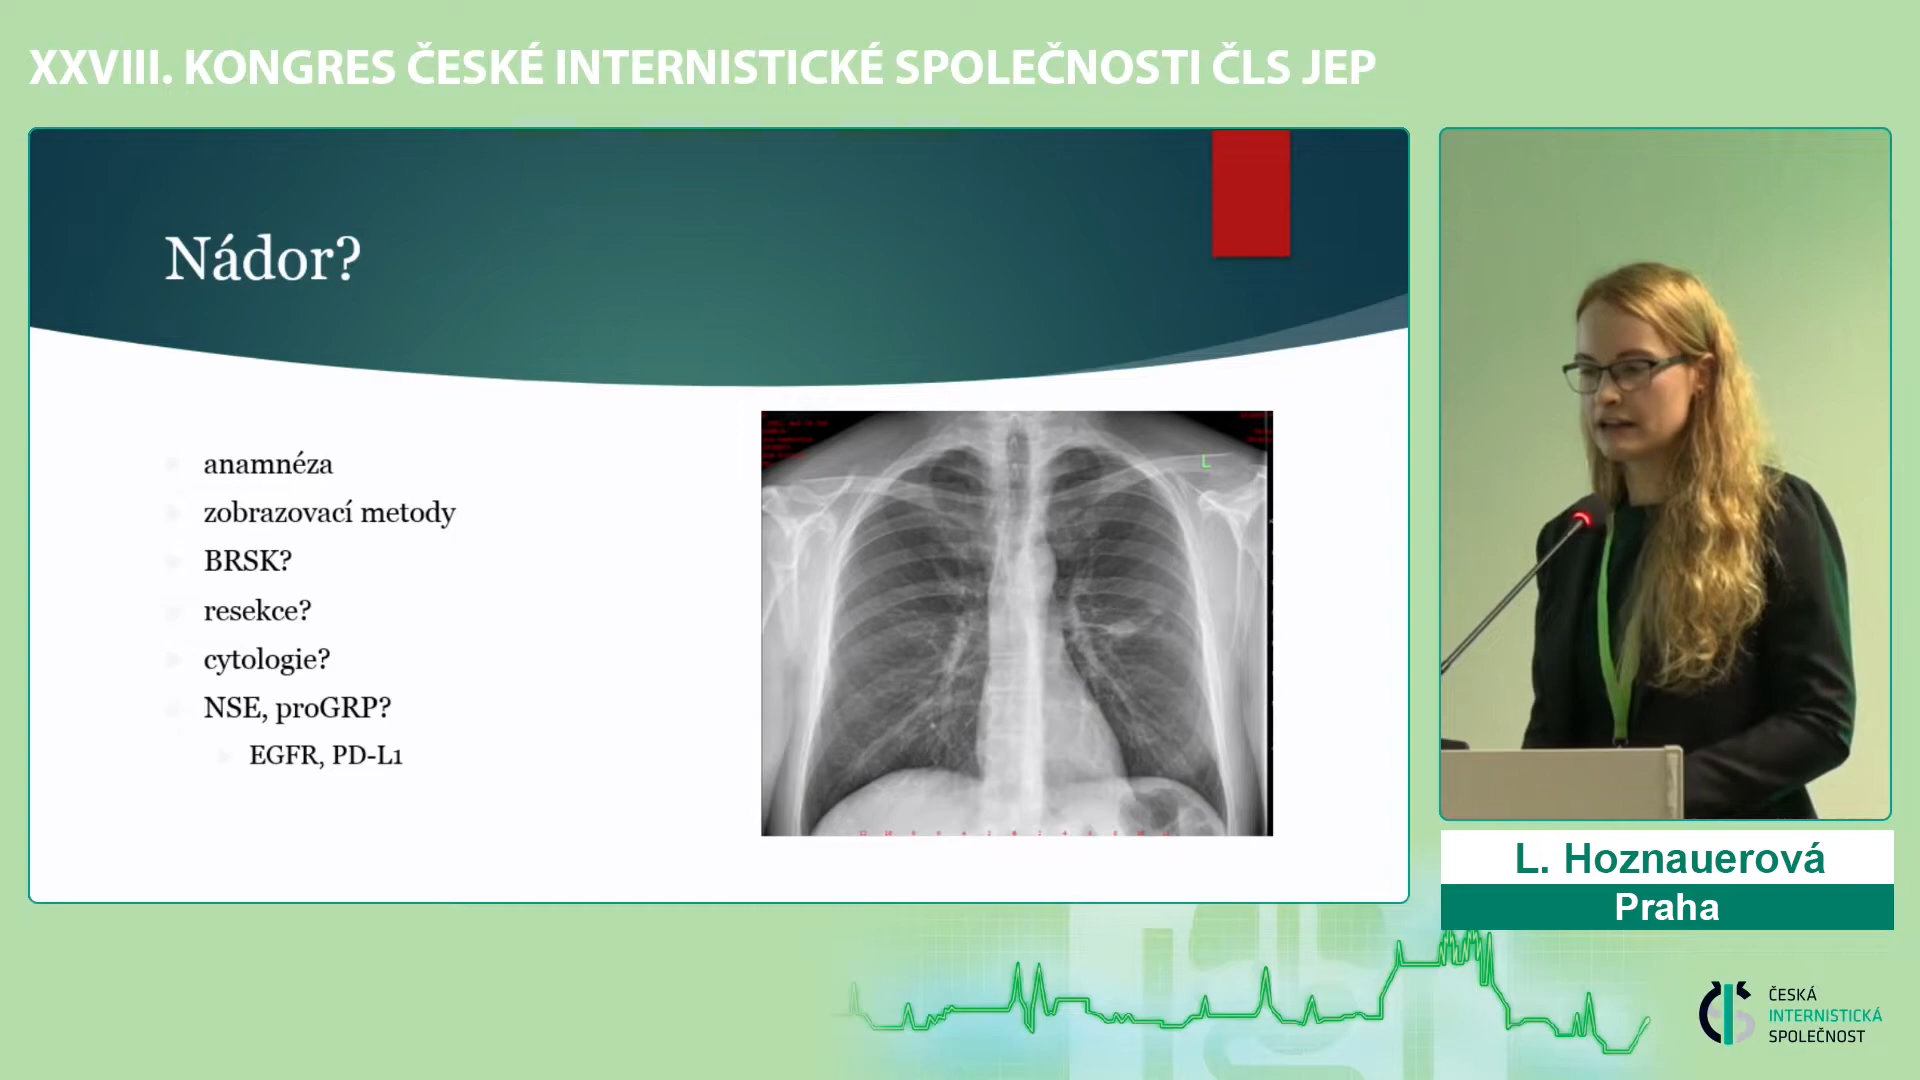 XXVIII. KONGRES ČESKÉ INTERNISTICKÉ SPOLEČNOSTI ČLS JEP
Nádor?
anamnéza
zobrazovací metody
BRSK?
resekce?
cytologie?
NSE, proGRP?
EGFR, PD-L1
L
L. Hoznauerová
Praha
ČESKÁ
INTERNISTICKÁ
SPOLEČNOST